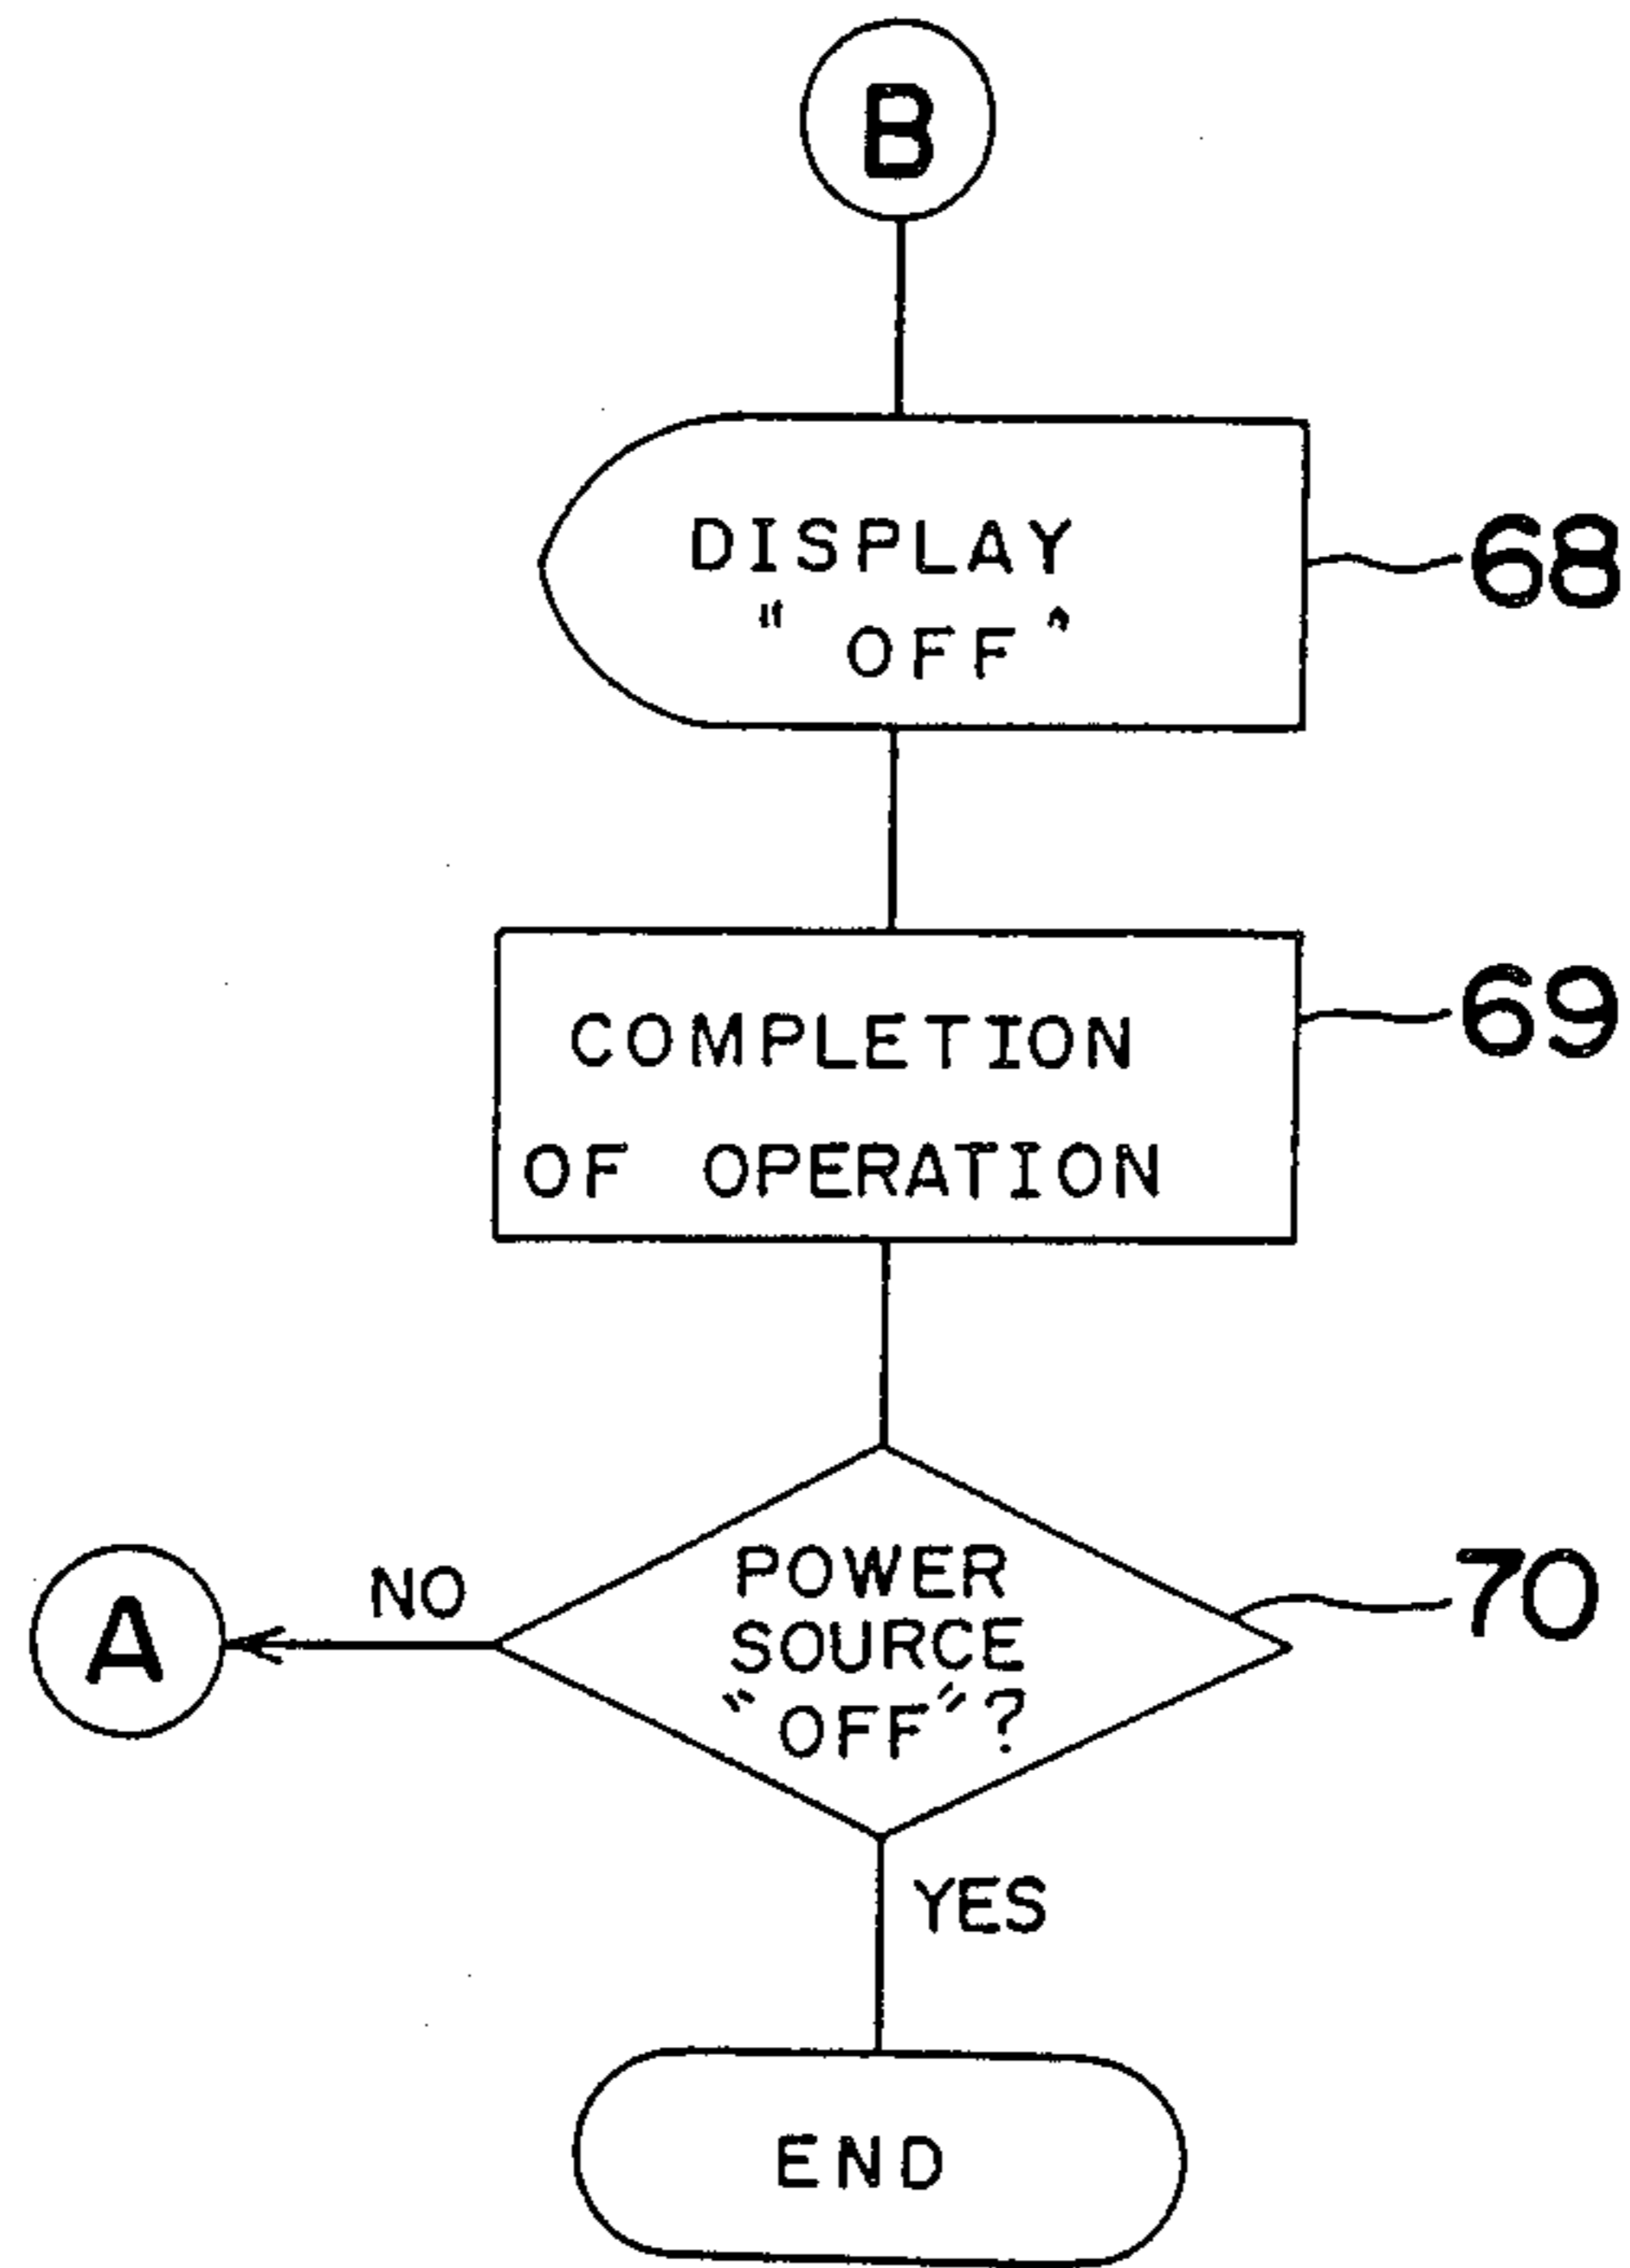 B
DISPLAY
"OFF"
68
COMPLETION
OF OPERATION
69
POWER
SOURCE
"OFF"?
70
NO
A
YES
END